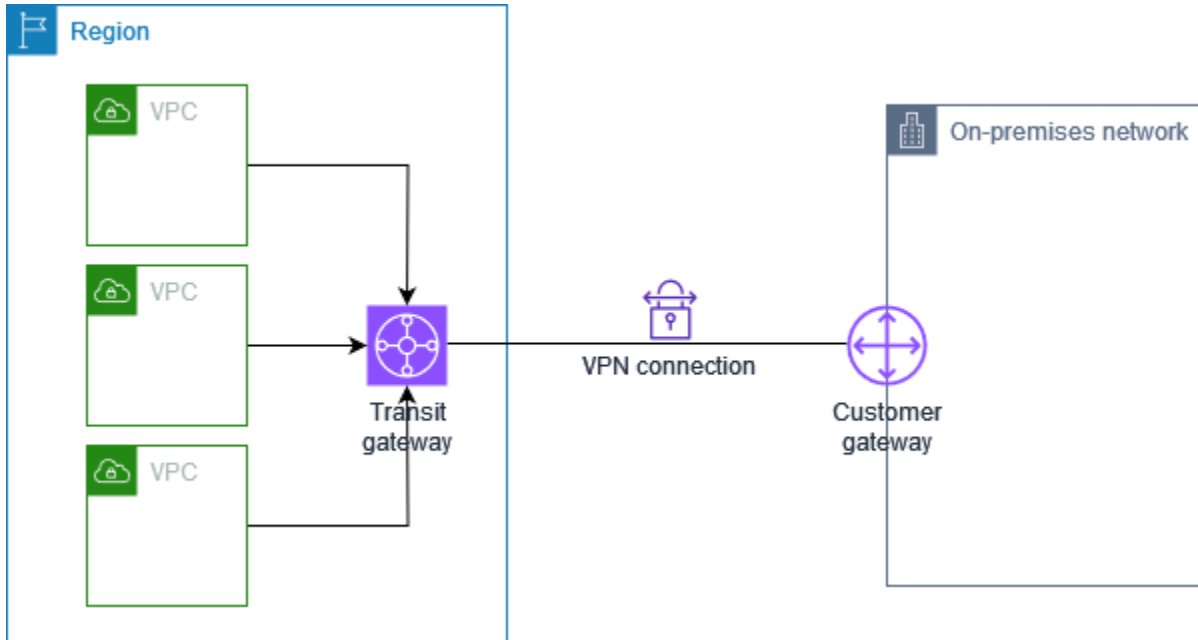 Region
VPC
On-premises network
VPC
VPN connection
Transit
gateway
Customer
gateway
VPC